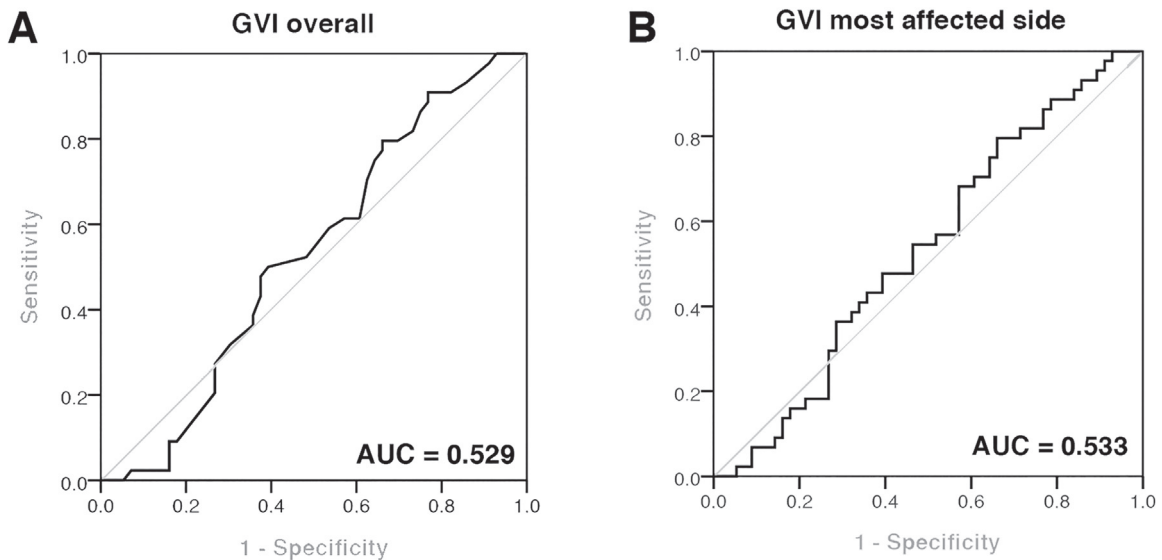 A
GVI overall
1.0
0.8
0.6
0.4
0.2
0.0
Sensitivity
AUC = 0.529
0.0 0.2 0.4 0.6 0.8 1.0
1 - Specificity
B
GVI most affected side
1.0
0.8
0.6
0.4
0.2
0.0
Sensitivity
AUC = 0.533
0.0 0.2 0.4 0.6 0.8 1.0
1 - Specificity